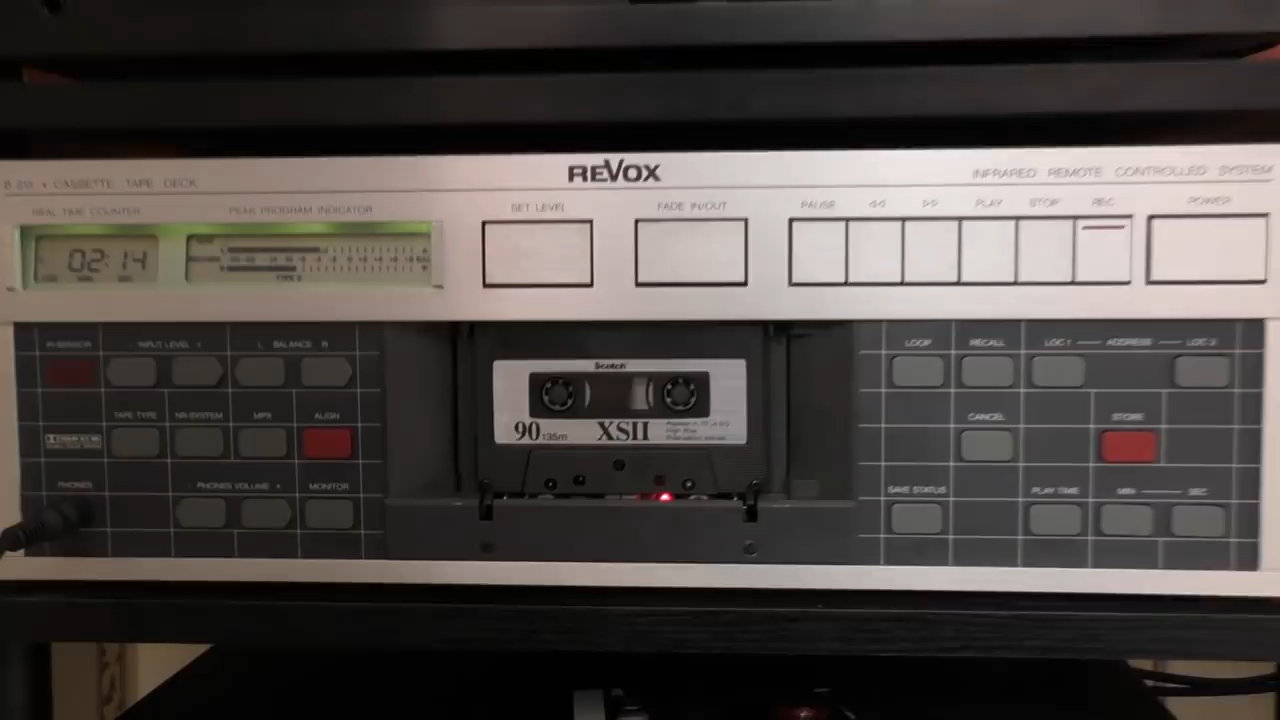 REVOX
B 215 • CASSETTE TAPE DECK
INFRARED REMOTE CONTROLLED SYSTEM
REAL TIME COUNTER
PEAK PROGRAM INDICATOR
SET LEVEL
FADE IN/OUT
PAUSE
PLAY
STOP
REC
POWER
02:14
IR-SENSOR
- INPUT LEVEL +
L BALANCE R
Scotch
LOOP
RECALL
LOC 1 ADDRESS LOC 2
TAPE TYPE
NR-SYSTEM
MPX
ALIGN
90 135m XSII
CANCEL
STORE
PHONES
- PHONES VOLUME +
MONITOR
SAVE STATUS
PLAY TIME
MIN
SEC